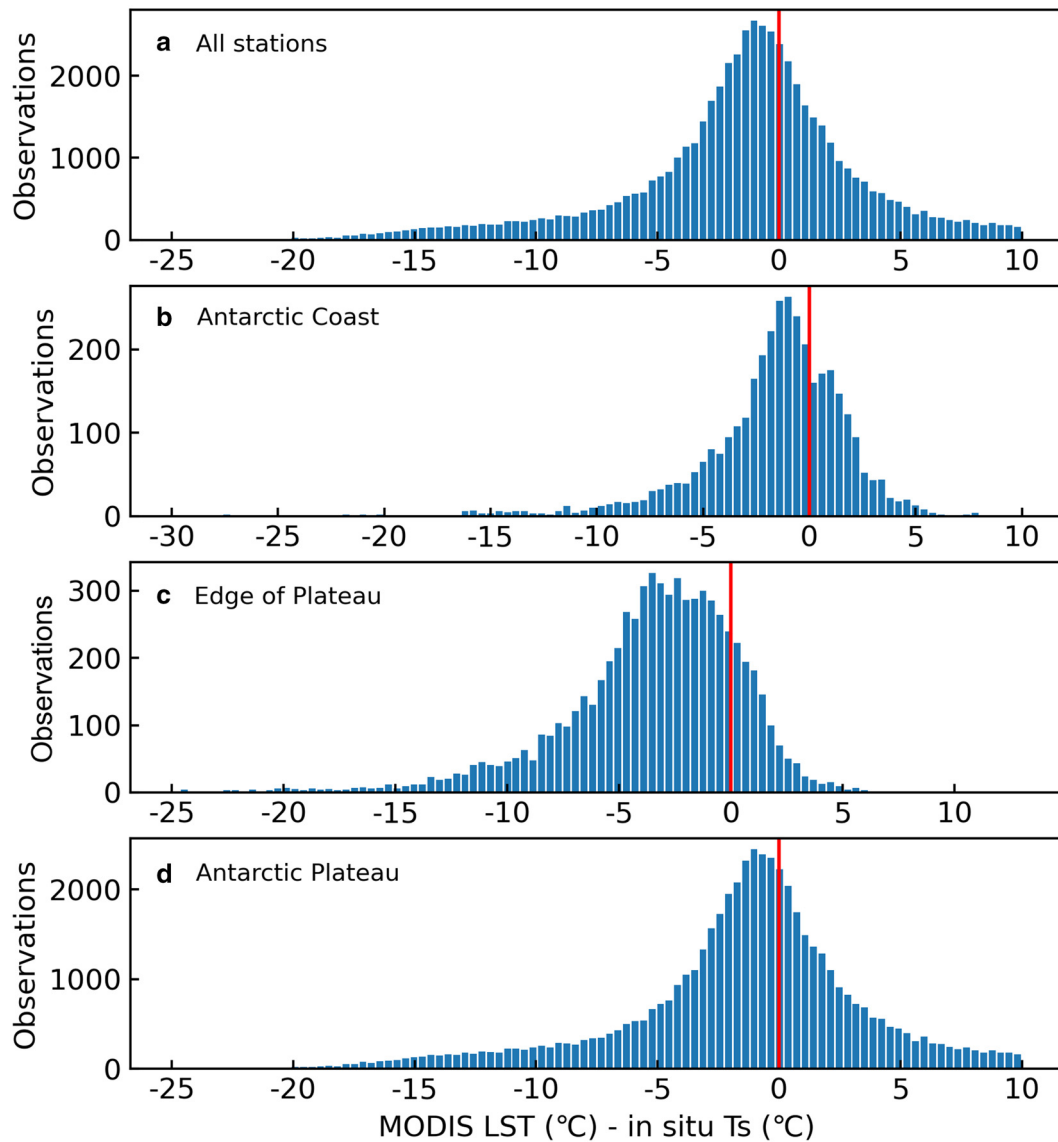 a All stations
Observations
2000
1000
0
-25 -20 -15 -10 -5 0 5 10
b Antarctic Coast
Observations
200
100
0
-30 -25 -20 -15 -10 -5 0 5 10
c Edge of Plateau
Observations
300
200
100
0
-25 -20 -15 -10 -5 0 5 10
d Antarctic Plateau
Observations
2000
1000
0
-25 -20 -15 -10 -5 0 5 10
MODIS LST (°C) - in situ Ts (°C)